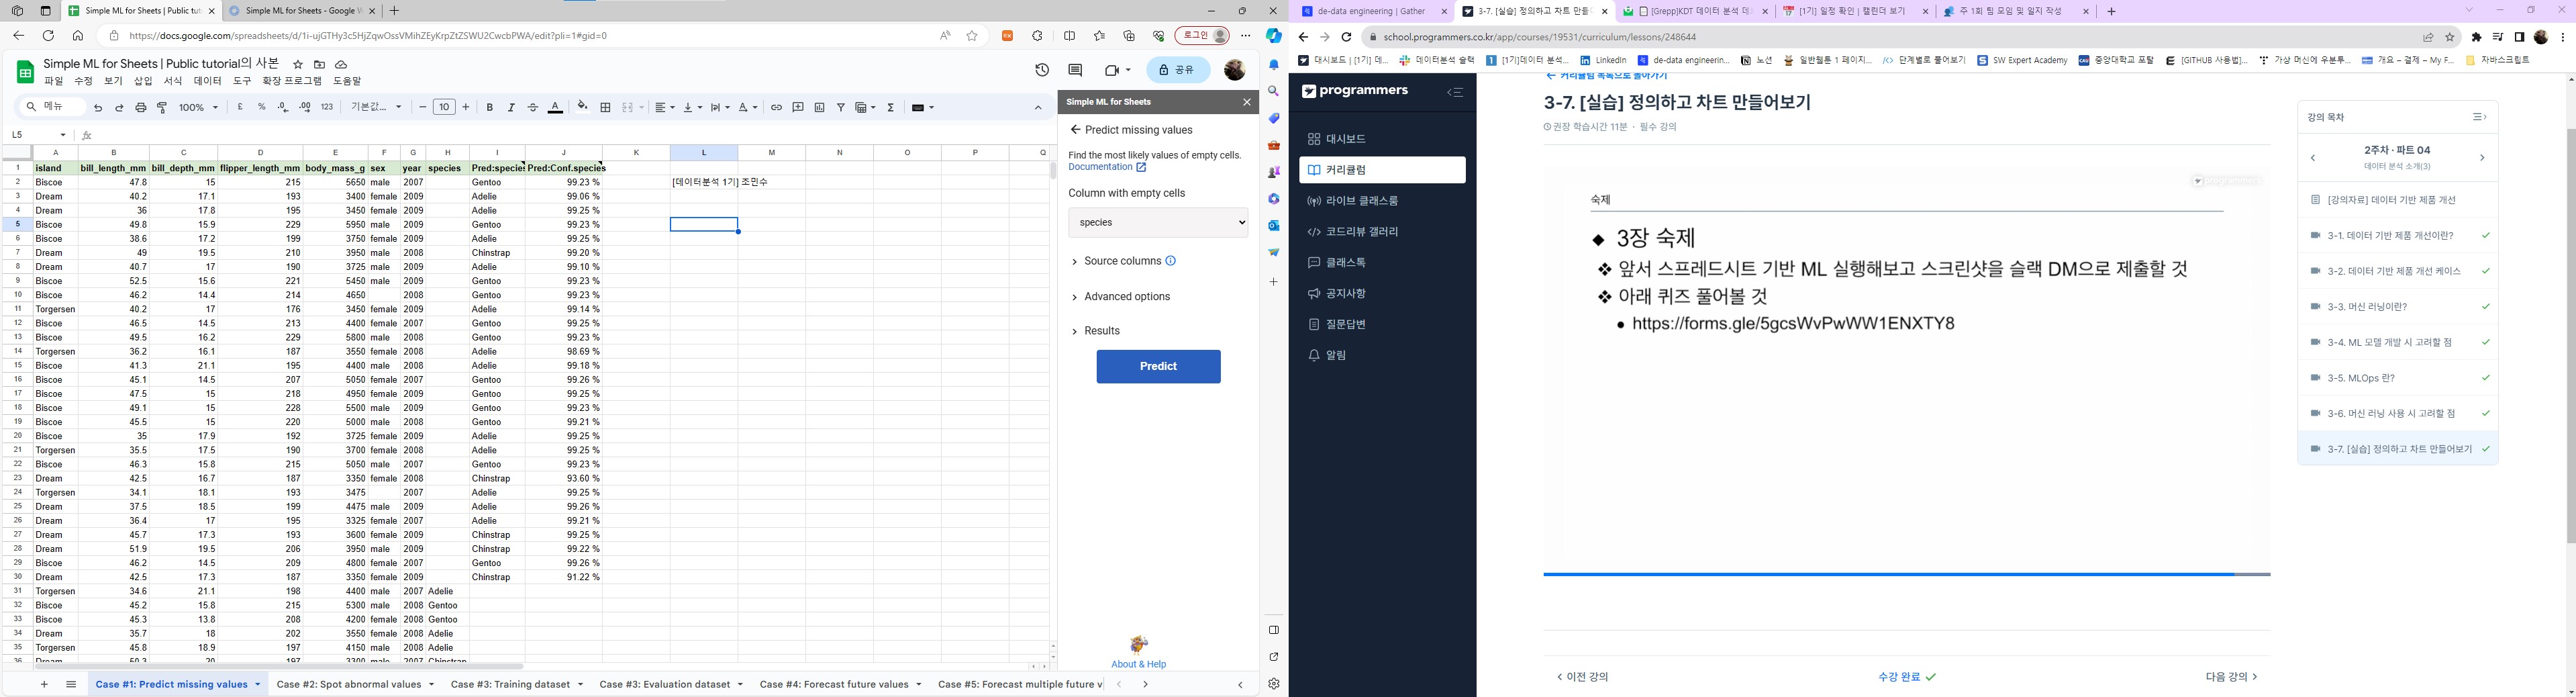 Simple ML for Sheets | Public tut
Simple ML for Sheets - Google W
https://docs.google.com/spreadsheets/d/1i-ujGTHy3c5HjZqwOssVMihZEyKrpZtZSWU2CwcbPWA/edit?pli=1#gid=0
로그인
Simple ML for Sheets | Public tutorial의 사본
파일 수정 보기 삽입 서식 데이터 도구 확장 프로그램 도움말
공유
메뉴 100% £ % .0 .00 123 기본값... 10 B I A Σ
L5 fx
A B C D E F G H I J K L M N O P Q
1 island bill_length_mm bill_depth_mm flipper_length_mm body_mass_g sex year species Pred:species Pred:Conf.species
2 Biscoe 47.8 15 215 5650 male 2007 Gentoo 99.23 % [데이터분석 1기] 조민수
3 Dream 40.2 17.1 193 3400 female 2009 Adelie 99.06 %
4 Dream 36 17.8 195 3450 female 2009 Adelie 99.25 %
5 Biscoe 49.8 15.9 229 5950 male 2009 Gentoo 99.23 %
6 Biscoe 38.6 17.2 199 3750 female 2009 Adelie 99.25 %
7 Dream 49 19.5 210 3950 male 2008 Chinstrap 99.20 %
8 Dream 40.7 17 190 3725 male 2009 Adelie 99.10 %
9 Biscoe 52.5 15.6 221 5450 male 2009 Gentoo 99.23 %
10 Biscoe 46.2 14.4 214 4650 2008 Gentoo 99.23 %
11 Torgersen 40.2 17 176 3450 female 2009 Adelie 99.14 %
12 Biscoe 46.5 14.5 213 4400 female 2007 Gentoo 99.25 %
13 Biscoe 49.5 16.2 229 5800 male 2008 Gentoo 99.23 %
14 Torgersen 36.2 16.1 187 3550 female 2008 Adelie 98.69 %
15 Biscoe 41.3 21.1 195 4400 male 2008 Adelie 99.18 %
16 Biscoe 45.1 14.5 207 5050 female 2007 Gentoo 99.26 %
17 Biscoe 47.5 15 218 4950 female 2009 Gentoo 99.25 %
18 Biscoe 49.1 15 228 5500 male 2009 Gentoo 99.23 %
19 Biscoe 45.5 15 220 5000 male 2008 Gentoo 99.21 %
20 Biscoe 35 17.9 192 3725 female 2009 Adelie 99.25 %
21 Torgersen 35.5 17.5 190 3700 female 2008 Adelie 99.25 %
22 Biscoe 46.3 15.8 215 5050 male 2007 Gentoo 99.23 %
23 Dream 42.5 16.7 187 3350 female 2008 Chinstrap 93.60 %
24 Torgersen 34.1 18.1 193 3475 2007 Adelie 99.25 %
25 Dream 37.5 18.5 199 4475 male 2009 Adelie 99.26 %
26 Dream 36.4 17 195 3325 female 2007 Adelie 99.21 %
27 Dream 45.7 17.3 193 3600 female 2009 Chinstrap 99.25 %
28 Dream 51.9 19.5 206 3950 male 2009 Chinstrap 99.22 %
29 Biscoe 46.2 14.5 209 4800 female 2007 Gentoo 99.26 %
30 Dream 42.5 17.3 187 3350 female 2009 Chinstrap 91.22 %
31 Torgersen 34.6 21.1 198 4400 male 2007 Adelie
32 Biscoe 45.2 15.8 215 5300 male 2008 Gentoo
33 Biscoe 45.3 13.8 208 4200 female 2008 Gentoo
34 Dream 35.7 18 202 3550 female 2008 Adelie
35 Torgersen 45.8 18.9 197 4150 male 2008 Adelie
36 Dream 50.3 20 197 3300 male 2007 Chinstrap
Case #1: Predict missing values Case #2: Spot abnormal values Case #3: Training dataset Case #3: Evaluation dataset Case #4: Forecast future values Case #5: Forecast multiple future v
Simple ML for Sheets
Predict missing values
Find the most likely values of empty cells.
Documentation
Column with empty cells
species
Source columns
Advanced options
Results
Predict
About & Help
de-data engineering | Gather
3-7. [실습] 정의하고 차트 만들
[Grepp]KDT 데이터 분석 데
[1기] 일정 확인 | 캘린더 보기
주 1회 팀 모임 및 일지 작성
school.programmers.co.kr/app/courses/19531/curriculum/lessons/248644
대시보드 | [1기] 데... 데이터분석 슬랙 [1기]데이터 분석... LinkedIn de-data engineerin... 노션 일반웹툰 1 페이지... 단계별로 풀어보기 SW Expert Academy 중앙대학교 포탈 [GITHUB 사용법]... 가상 머신에 우분투... 개요 – 결제 – My F... 자바스크립트
programmers
대시보드
커리큘럼
라이브 클래스룸
코드리뷰 갤러리
클래스톡
공지사항
질문답변
알림
커리큘럼 목록으로 돌아가기
3-7. [실습] 정의하고 차트 만들어보기
권장 학습시간 11분 · 필수 강의
programmers
숙제
◆ 3장 숙제
❖ 앞서 스프레드시트 기반 ML 실행해보고 스크린샷을 슬랙 DM으로 제출할 것
❖ 아래 퀴즈 풀어볼 것
● https://forms.gle/5gcsWvPwWW1ENXTY8
이전 강의 수강 완료 다음 강의
강의 목차
2주차 · 파트 04
데이터 분석 소개(3)
[강의자료] 데이터 기반 제품 개선
3-1. 데이터 기반 제품 개선이란?
3-2. 데이터 기반 제품 개선 케이스
3-3. 머신 러닝이란?
3-4. ML 모델 개발 시 고려할 점
3-5. MLOps 란?
3-6. 머신 러닝 사용 시 고려할 점
3-7. [실습] 정의하고 차트 만들어보기